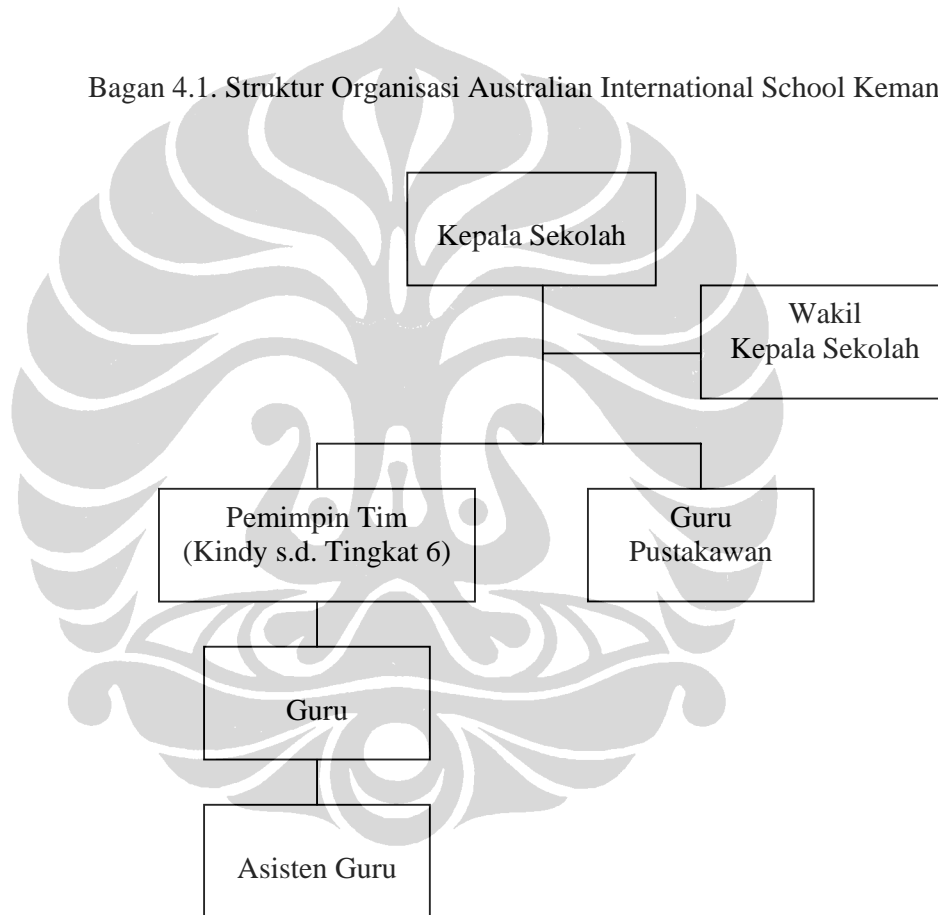 Bagan 4.1. Struktur Organisasi Australian International School Keman
Kepala Sekolah
Wakil
Kepala Sekolah
Pemimpin Tim
(Kindy s.d. Tingkat 6)
Guru
Pustakawan
Guru
Asisten Guru